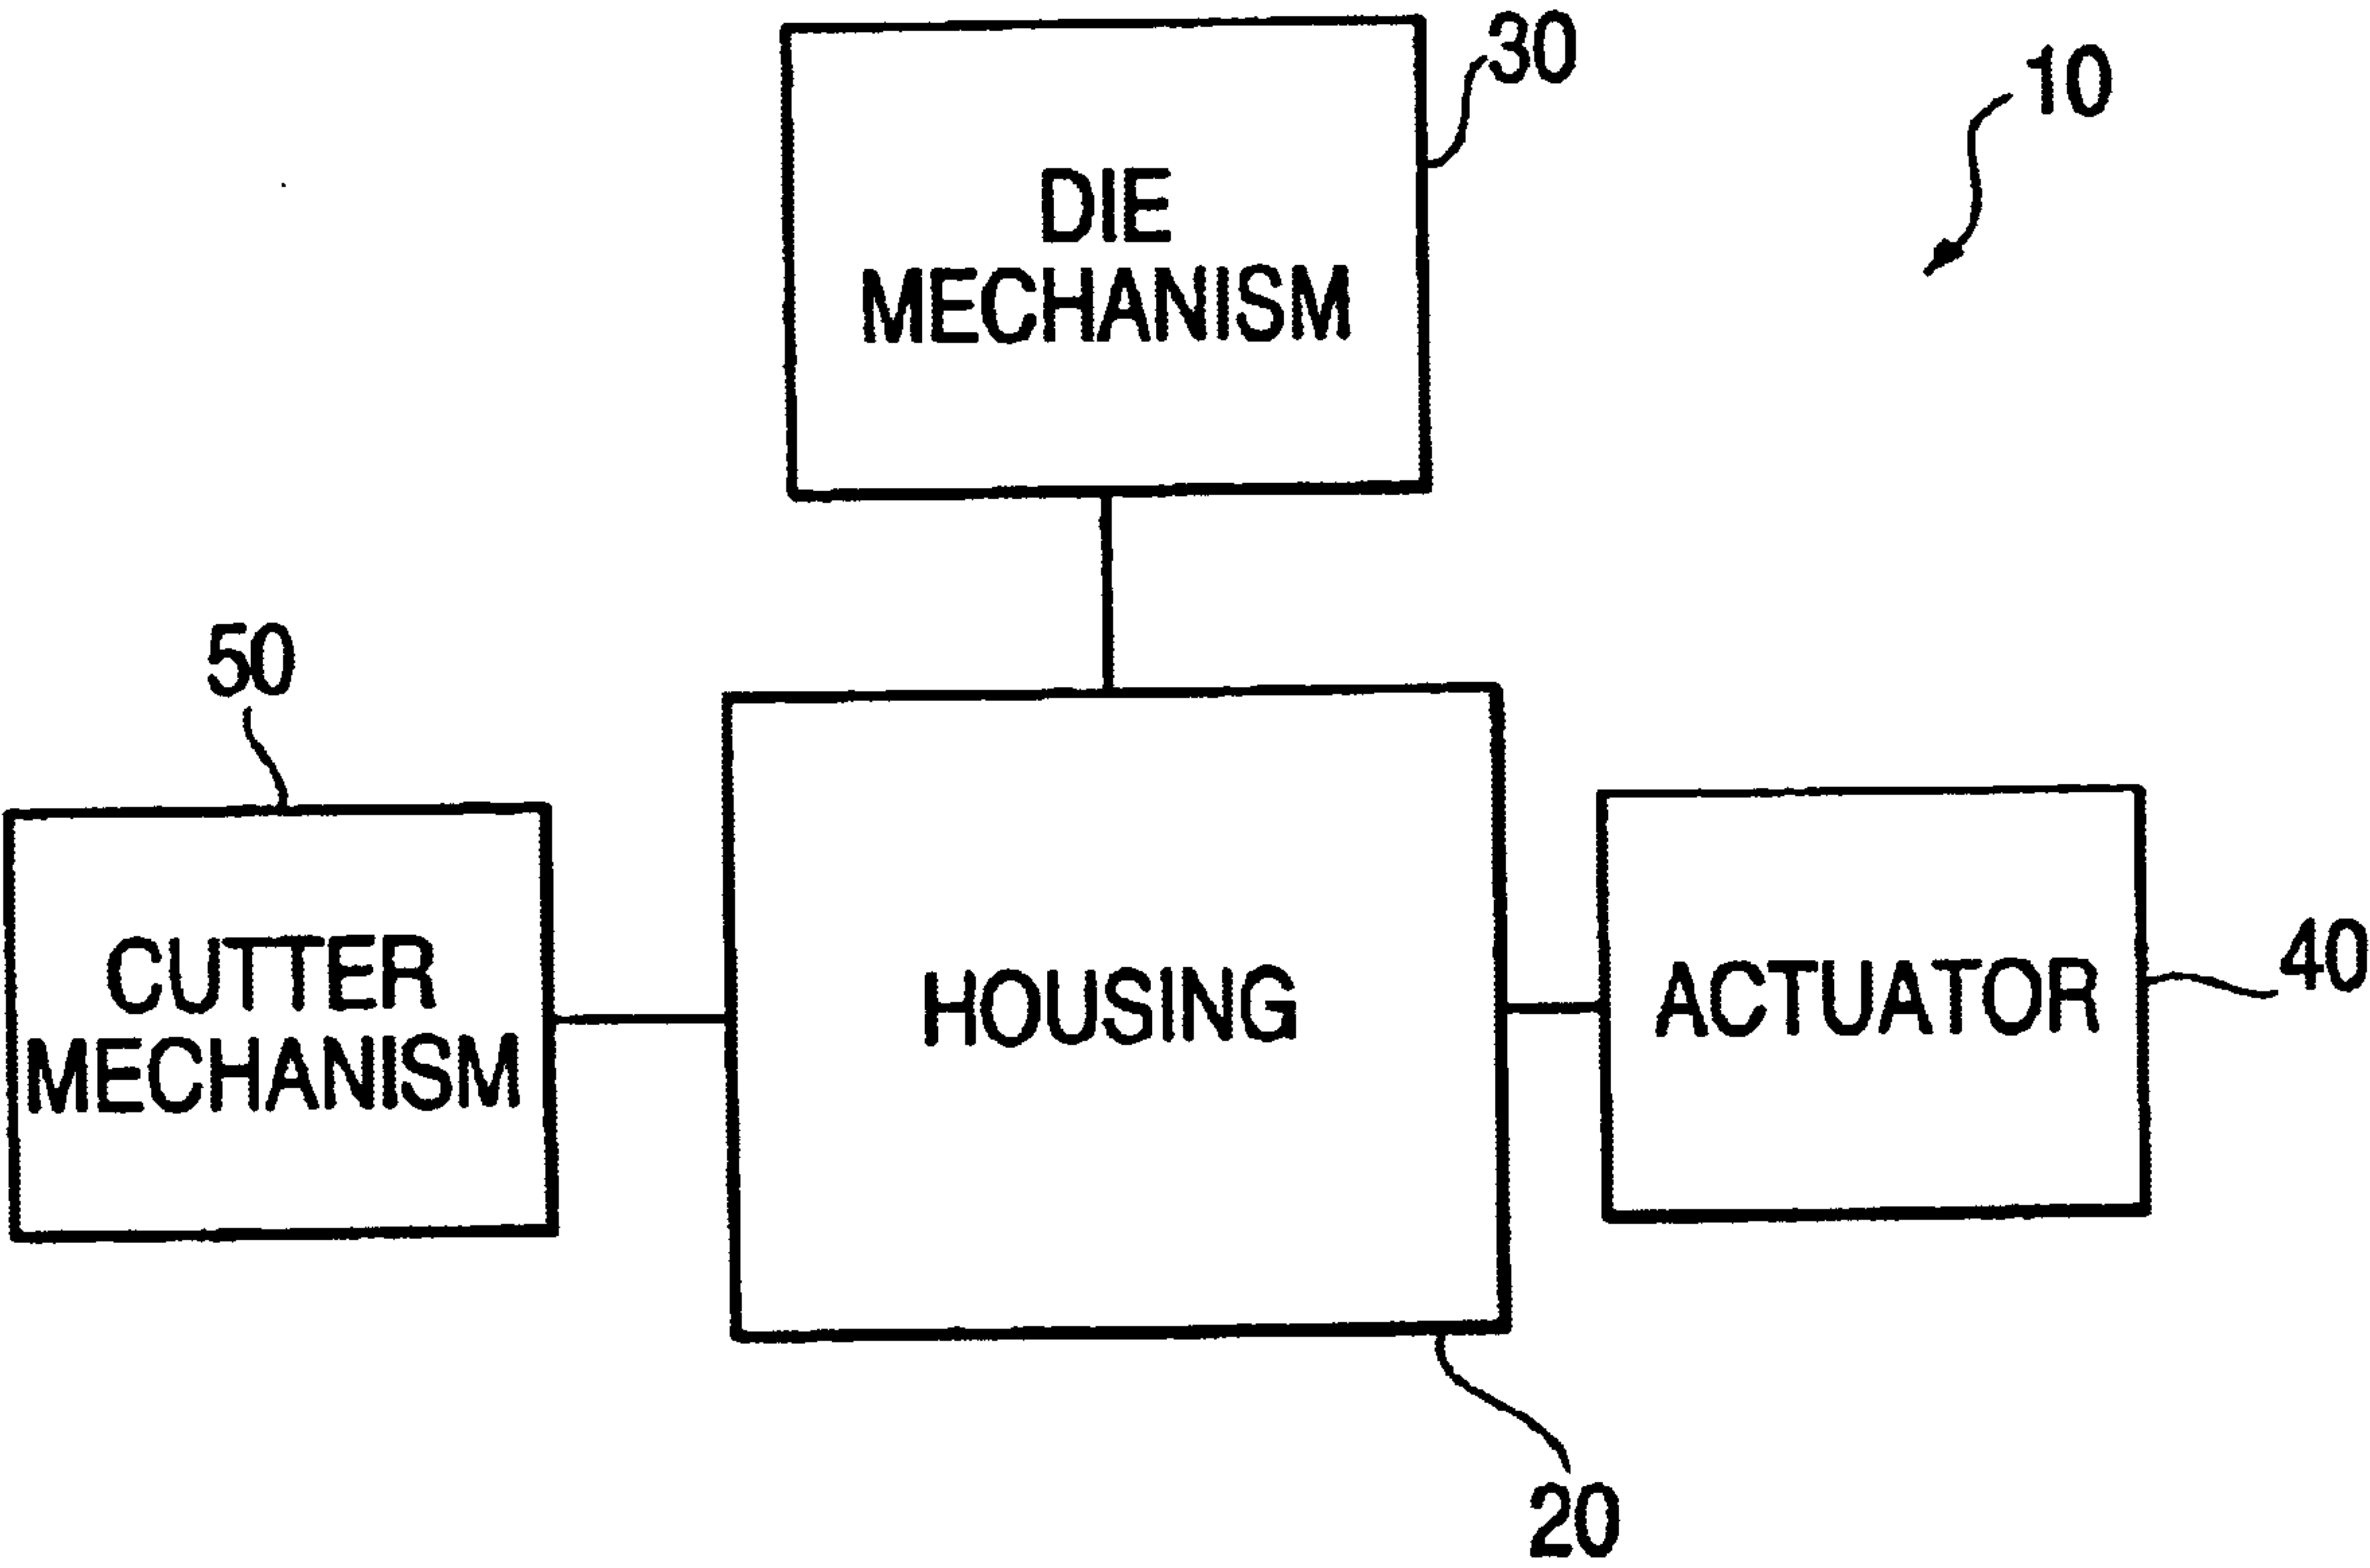 30
10
DIE
MECHANISM
50
CUTTER
MECHANISM
HOUSING
ACTUATOR
40
20